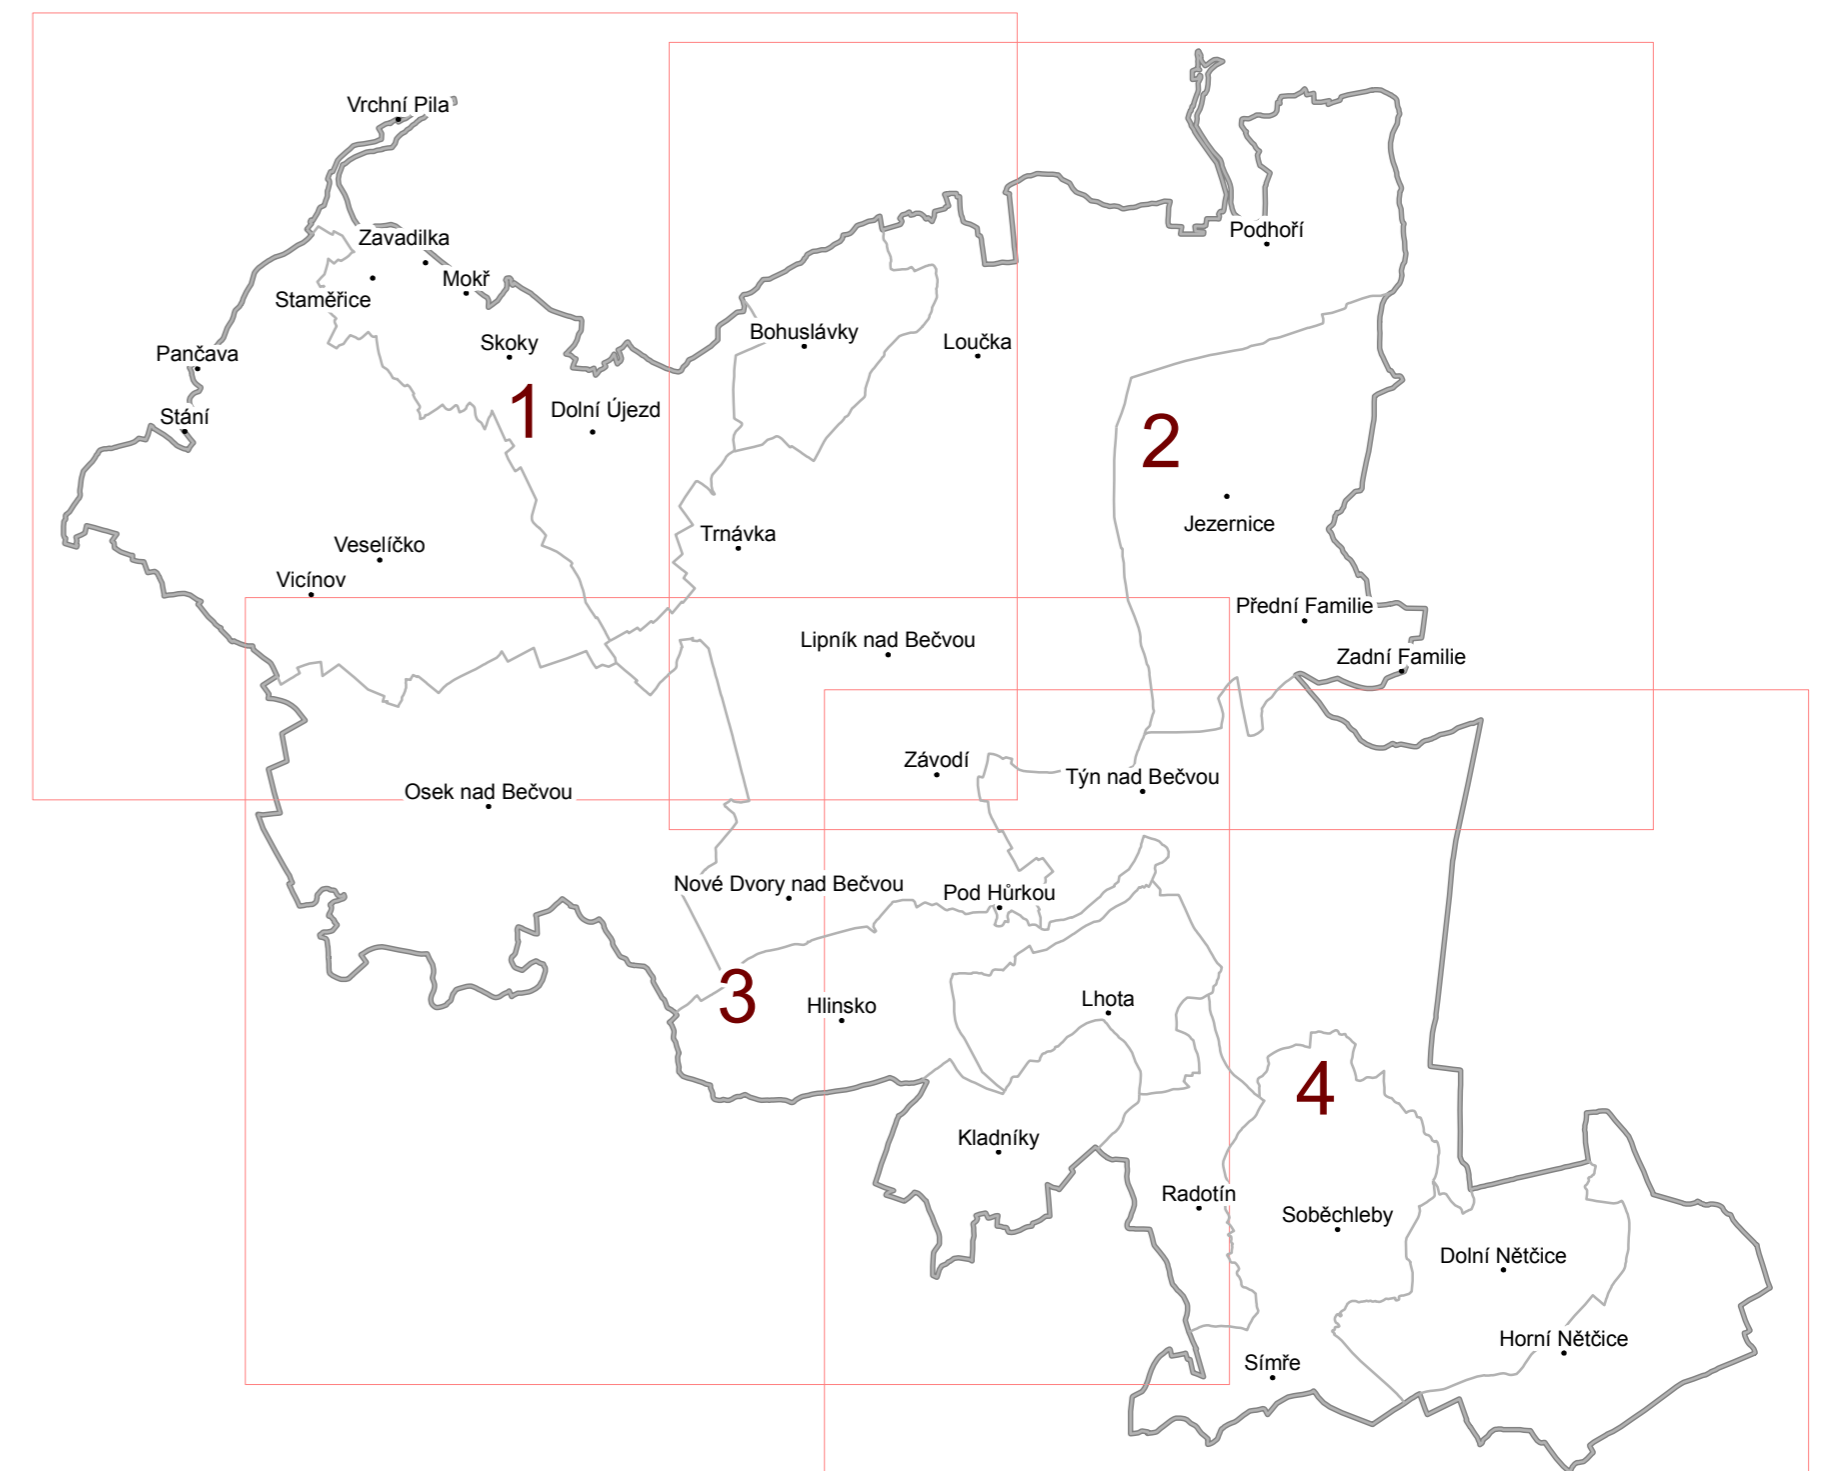 Vrchní Pila
Podhoří
Zavadilka
Mokř
Staměřice
Bohuslávky
Skoky
Loučka
Pančava
1
Dolní Újezd
Stání
2
Jezernice
Trnávka
Veselíčko
Vicínov
Přední Familie
Lipník nad Bečvou
Zadní Familie
Závodí
Týn nad Bečvou
Osek nad Bečvou
Nové Dvory nad Bečvou
Pod Hůrkou
3
Hlinsko
Lhota
4
Kladníky
Radotín
Soběchleby
Dolní Nětčice
Horní Nětčice
Símře